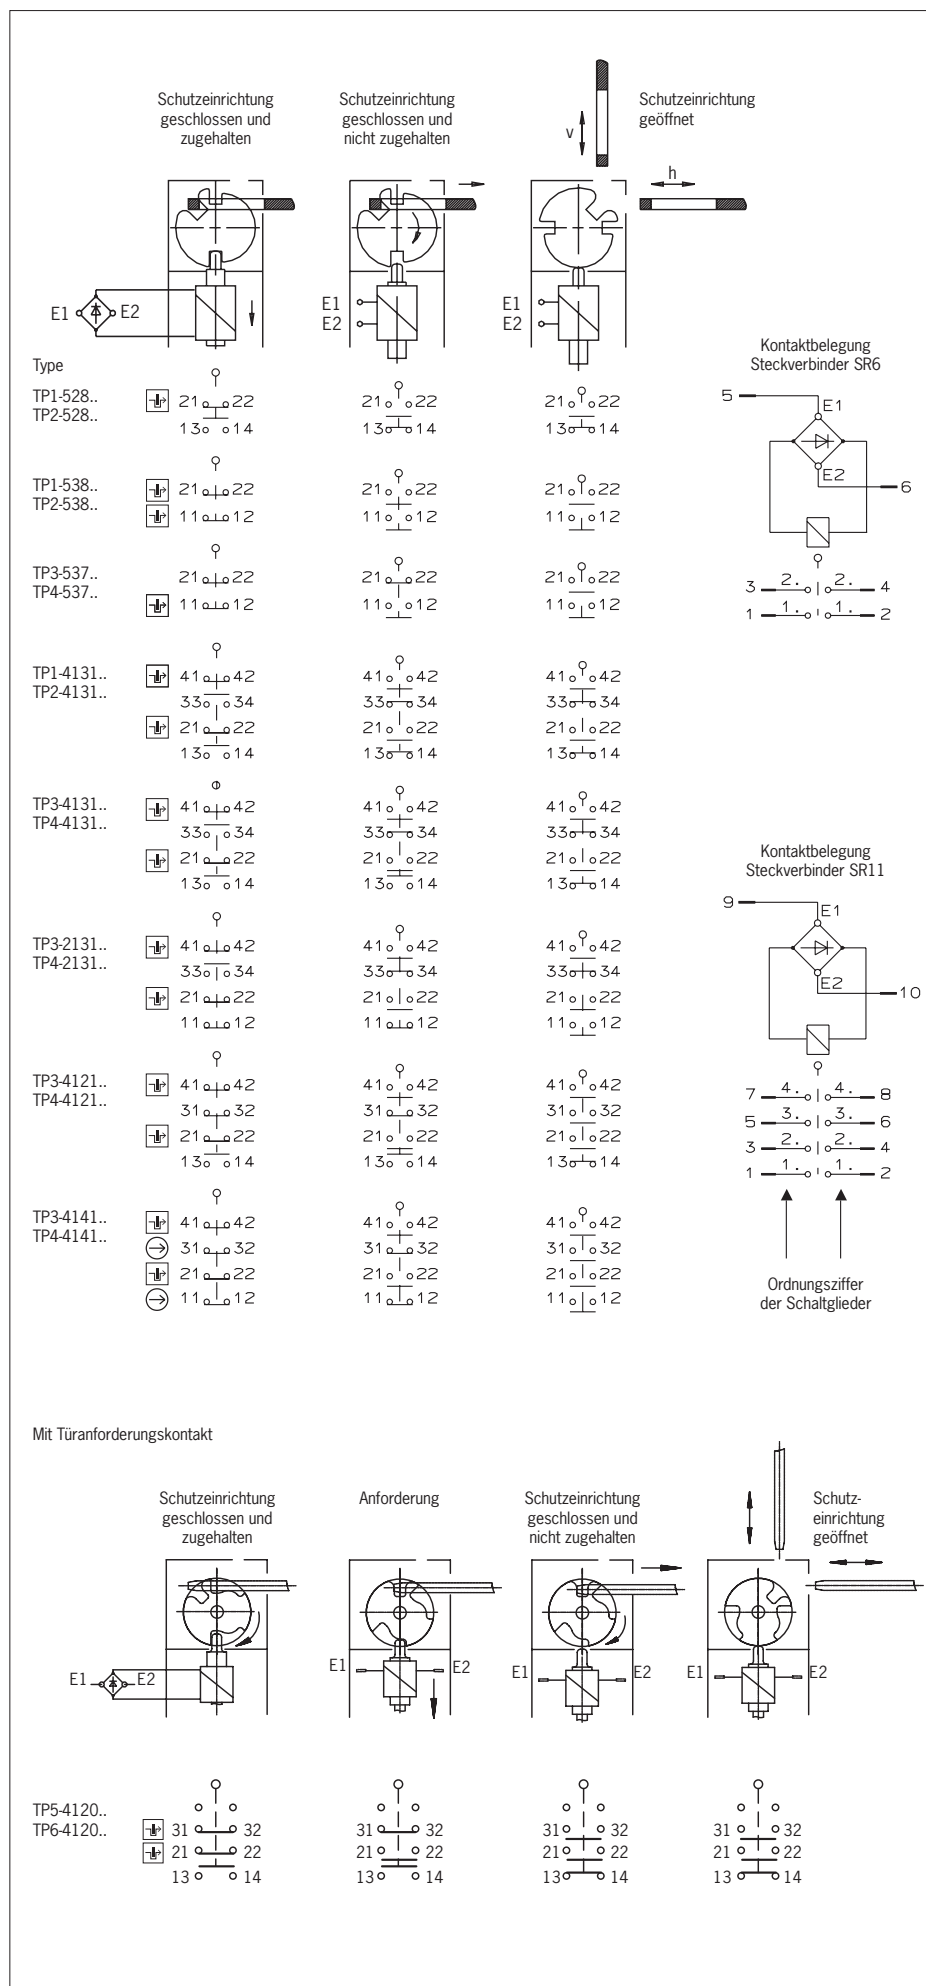 Schutzeinrichtung
geschlossen und
zugehalten
Schutzeinrichtung
geschlossen und
nicht zugehalten
Schutzeinrichtung
geöffnet
v
h
E1 E2
E1
E2
E1
E2
Type
Kontaktbelegung
Steckverbinder SR6
5
E1
E2
6
3 2. 2. 4
1 1. 1. 2
TP1-528..
TP2-528..
21 22 21 22 21 22
13 14 13 14 13 14
TP1-538..
TP2-538..
21 22 21 22 21 22
11 12 11 12 11 12
TP3-537..
TP4-537..
21 22 21 22 21 22
11 12 11 12 11 12
TP1-4131..
TP2-4131..
41 42 41 42 41 42
33 34 33 34 33 34
21 22 21 22 21 22
13 14 13 14 13 14
TP3-4131..
TP4-4131..
41 42 41 42 41 42
33 34 33 34 33 34
21 22 21 22 21 22
13 14 13 14 13 14
Kontaktbelegung
Steckverbinder SR11
9
E1
E2
10
7 4. 4. 8
5 3. 3. 6
3 2. 2. 4
1 1. 1. 2
Ordnungsziffer
der Schaltglieder
TP3-2131..
TP4-2131..
41 42 41 42 41 42
33 34 33 34 33 34
21 22 21 22 21 22
11 12 11 12 11 12
TP3-4121..
TP4-4121..
41 42 41 42 41 42
31 32 31 32 31 32
21 22 21 22 21 22
13 14 13 14 13 14
TP3-4141..
TP4-4141..
41 42 41 42 41 42
31 32 31 32 31 32
21 22 21 22 21 22
11 12 11 12 11 12
Mit Türanforderungskontakt
Schutzeinrichtung
geschlossen und
zugehalten
Anforderung
Schutzeinrichtung
geschlossen und
nicht zugehalten
Schutz-
einrichtung
geöffnet
E1 E2 E1 E2 E1 E2 E1 E2
TP5-4120..
TP6-4120..
31 32 31 32 31 32 31 32
21 22 21 22 21 22 21 22
13 14 13 14 13 14 13 14